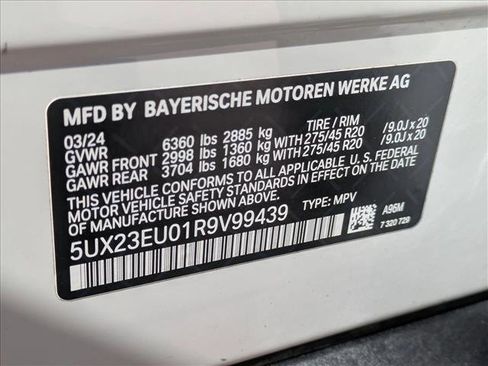 MFD BY BAYERISCHE MOTOREN WERKE AG
03/24 TIRE / RIM
GVWR 6360 lbs 2885 kg
GAWR FRONT 2998 lbs 1360 kg 275/45 R20 /9.0J x 20
GAWR REAR 3704 lbs 1680 kg 275/45 R20 /9.0J x 20
THIS VEHICLE CONFORMS TO ALL APPLICABLE U.S. FEDERAL
MOTOR VEHICLE SAFETY STANDARDS IN EFFECT ON THE DATE
OF MANUFACTURE SHOWN ABOVE.
5UX23EU01R9V99439 TYPE: MPV
A96M
7 320 729